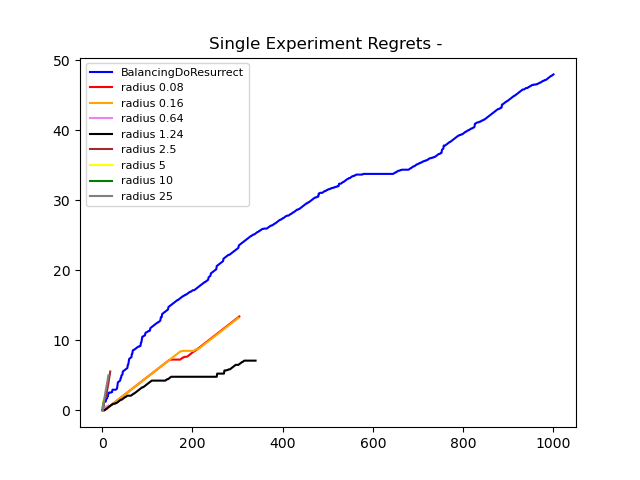 Single Experiment Regrets -
50
40
30
20
10
0
BalancingDoResurrect
radius 0.08
radius 0.16
radius 0.64
radius 1.24
radius 2.5
radius 5
radius 10
radius 25
0 200 400 600 800 1000